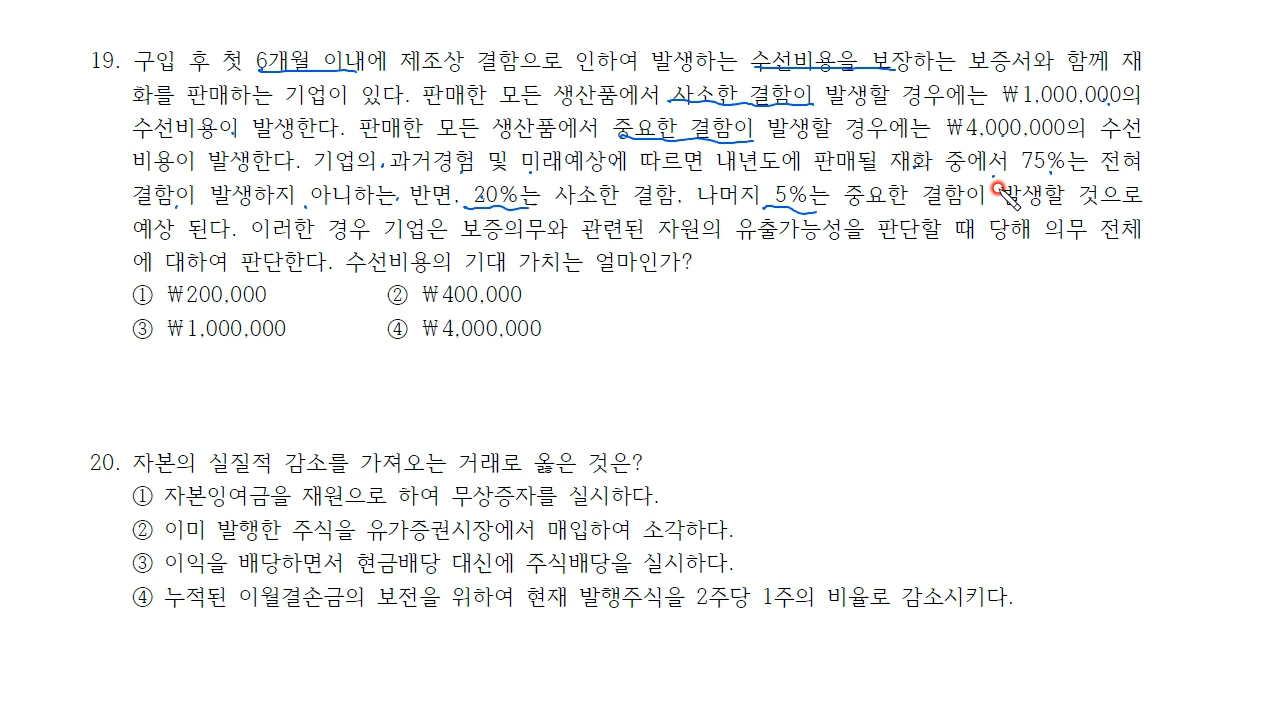 19. 구입 후 첫 6개월 이내에 제조상 결함으로 인하여 발생하는 수선비용을 보장하는 보증서와 함께 재
화를 판매하는 기업이 있다. 판매한 모든 생산품에서 사소한 결함이 발생할 경우에는 ₩1,000,000의
수선비용이 발생한다. 판매한 모든 생산품에서 중요한 결함이 발생할 경우에는 ₩4,000,000의 수선
비용이 발생한다. 기업의 과거경험 및 미래예상에 따르면 내년도에 판매될 재화 중에서 75%는 전혀
결함이 발생하지 아니하는 반면, 20%는 사소한 결함, 나머지 5%는 중요한 결함이 발생할 것으로
예상 된다. 이러한 경우 기업은 보증의무와 관련된 자원의 유출가능성을 판단할 때 당해 의무 전체
에 대하여 판단한다. 수선비용의 기대 가치는 얼마인가?
① ₩200,000 ② ₩400,000
③ ₩1,000,000 ④ ₩4,000,000
20. 자본의 실질적 감소를 가져오는 거래로 옳은 것은?
① 자본잉여금을 재원으로 하여 무상증자를 실시하다.
② 이미 발행한 주식을 유가증권시장에서 매입하여 소각하다.
③ 이익을 배당하면서 현금배당 대신에 주식배당을 실시하다.
④ 누적된 이월결손금의 보전을 위하여 현재 발행주식을 2주당 1주의 비율로 감소시키다.